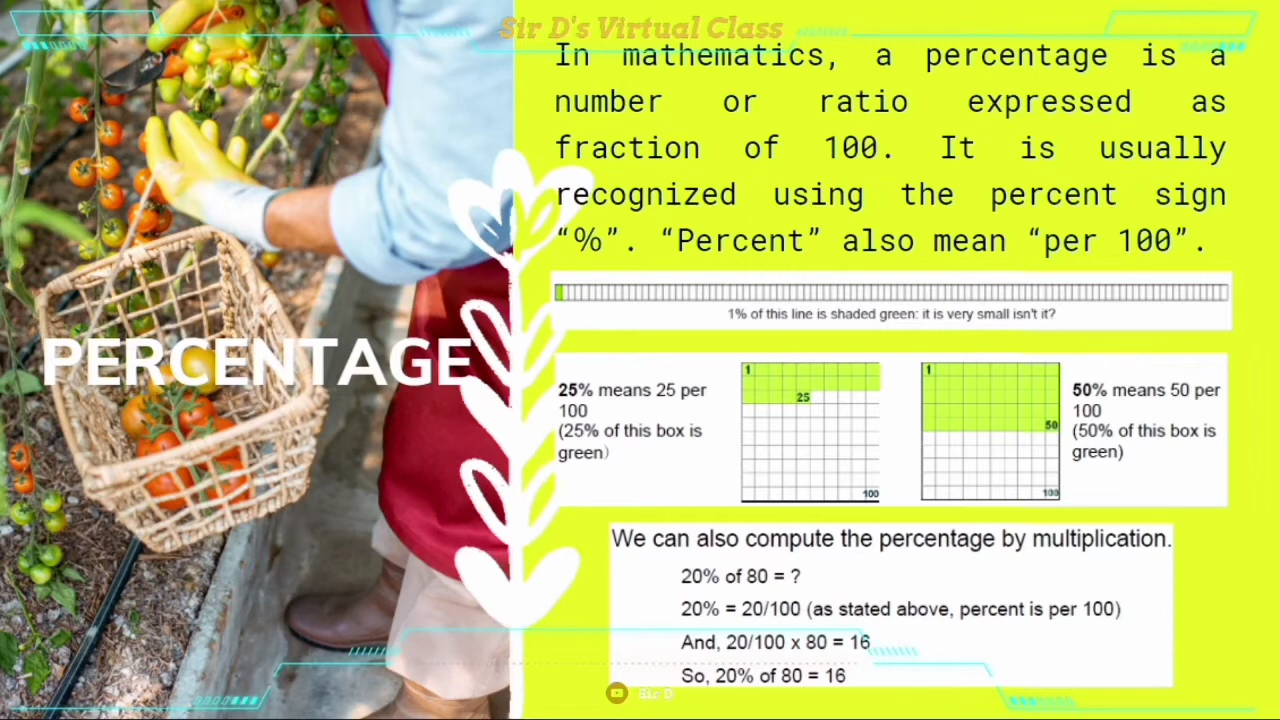 Sir D's Virtual Class
In mathematics, a percentage is a
number or ratio expressed as
fraction of 100. It is usually
recognized using the percent sign
“%”. “Percent” also mean “per 100”.
1% of this line is shaded green: it is very small isn't it?
PERCENTAGE
25% means 25 per
100
(25% of this box is
green)
1
25
100
1
50
100
50% means 50 per
100
(50% of this box is
green)
We can also compute the percentage by multiplication.
20% of 80 = ?
20% = 20/100 (as stated above, percent is per 100)
And, 20/100 x 80 = 16
So, 20% of 80 = 16
Sir D